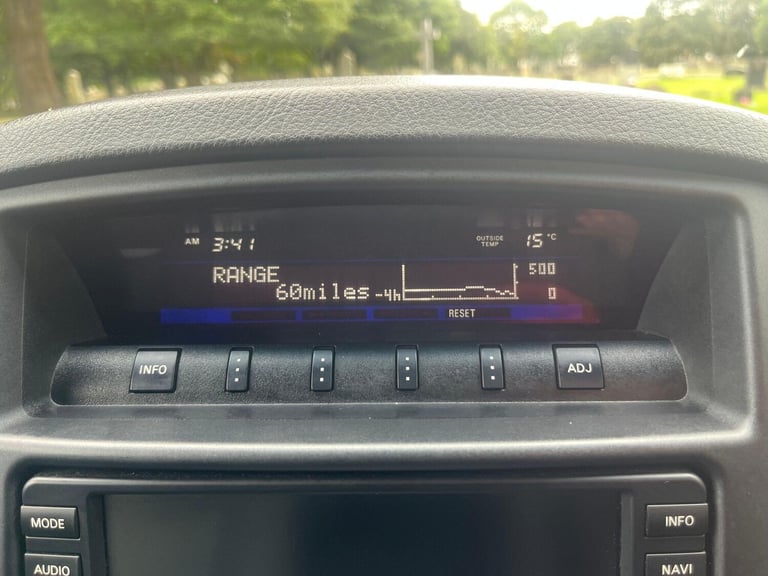 AM 3:41 OUTSIDE TEMP 15 °C
RANGE
60miles -4h 500 0
RESET
INFO ADJ
MODE INFO
AUDIO NAVI